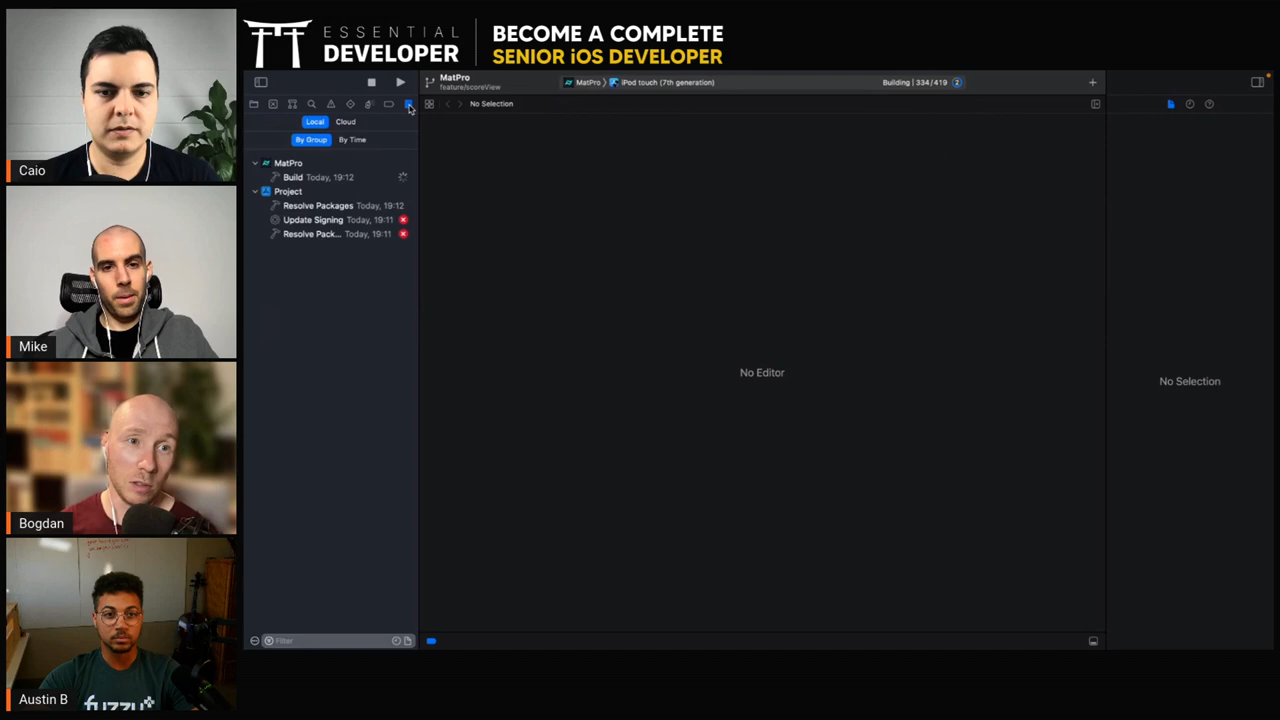 ESSENTIAL
DEVELOPER
BECOME A COMPLETE
SENIOR iOS DEVELOPER
Caio
Mike
Bogdan
Austin B
fuzzy
MatPro
feature/scoreView
MatPro
iPod touch (7th generation)
Building | 334/419
2
No Selection
Local
Cloud
By Group
By Time
MatPro
Build Today, 19:12
Project
Resolve Packages Today, 19:12
Update Signing Today, 19:11
Resolve Pack... Today, 19:11
No Editor
No Selection
Filter